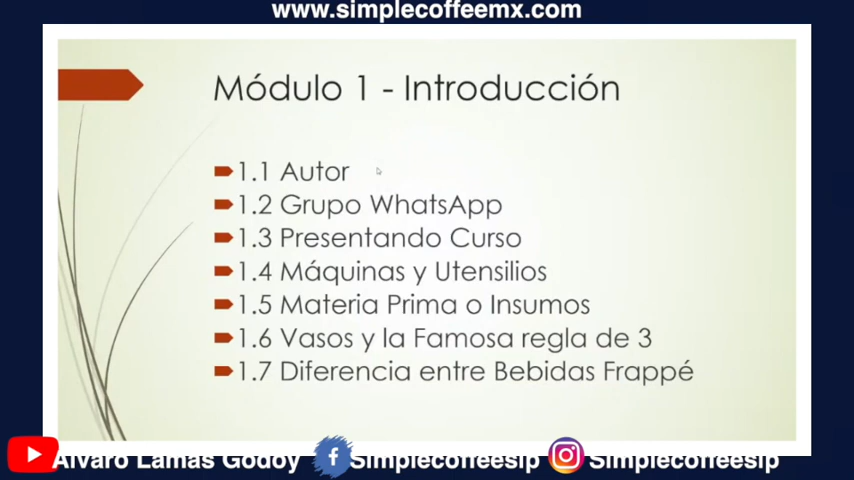 www.simplecoffeemx.com
Módulo 1 - Introducción
1.1 Autor
1.2 Grupo WhatsApp
1.3 Presentando Curso
1.4 Máquinas y Utensilios
1.5 Materia Prima o Insumos
1.6 Vasos y la Famosa regla de 3
1.7 Diferencia entre Bebidas Frappé
Alvaro Lamas Godoy Simplecoffeeslp Simplecoffeeslp